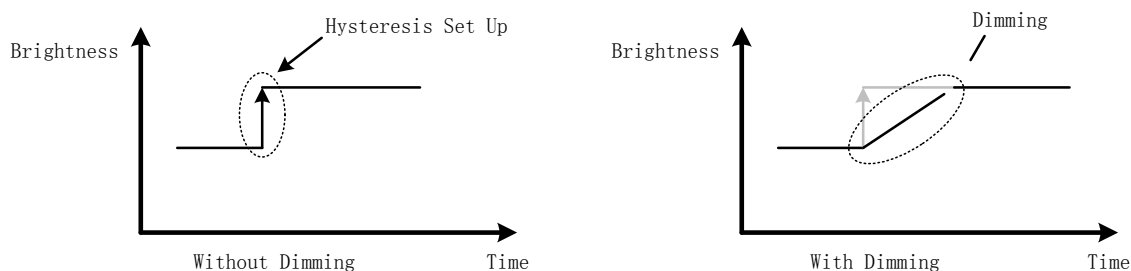 Hysteresis Set Up
Brightness
Without Dimming
Time
Dimming
Brightness
With Dimming
Time